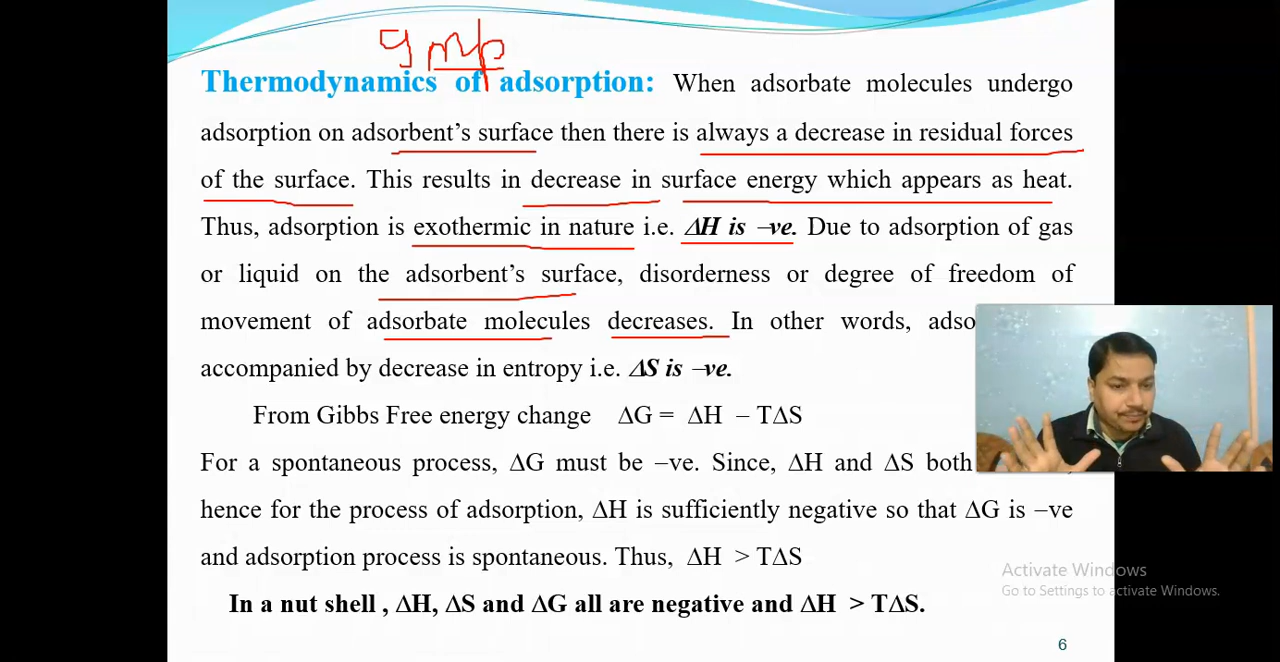 Imp
Thermodynamics of adsorption: When adsorbate molecules undergo
adsorption on adsorbent's surface then there is always a decrease in residual forces
of the surface. This results in decrease in surface energy which appears as heat.
Thus, adsorption is exothermic in nature i.e. ΔH is –ve. Due to adsorption of gas
or liquid on the adsorbent's surface, disorderness or degree of freedom of
movement of adsorbate molecules decreases. In other words,
accompanied by decrease in entropy i.e. ΔS is –ve.
From Gibbs Free energy change ΔG = ΔH – TΔS
For a spontaneous process, ΔG must be –ve. Since, ΔH and ΔS both
hence for the process of adsorption, ΔH is sufficiently negative so that ΔG is –ve
and adsorption process is spontaneous. Thus, ΔH > TΔS
In a nut shell , ΔH, ΔS and ΔG all are negative and ΔH > TΔS.
Activate Windows
Go to Settings to activate Windows.
6